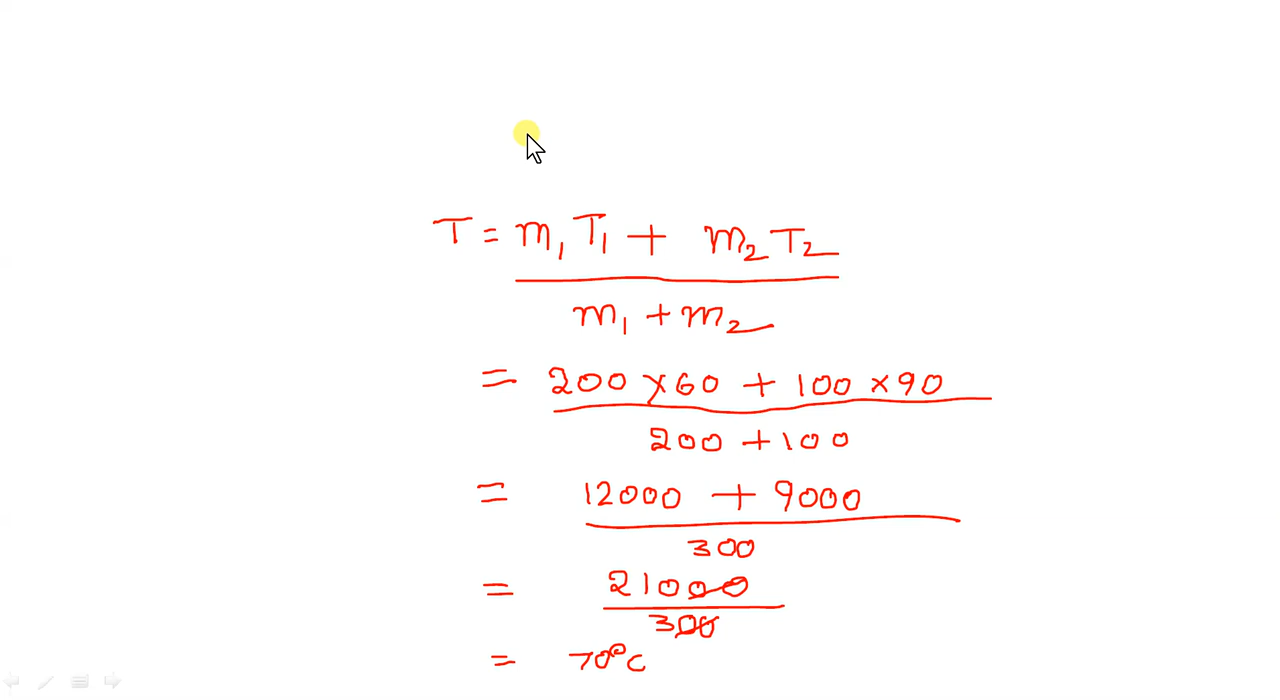 T = m₁T₁ + m₂T₂
m₁ + m₂
= 200 × 60 + 100 × 90
200 + 100
= 12000 + 9000
300
= 21000
300
= 70°C